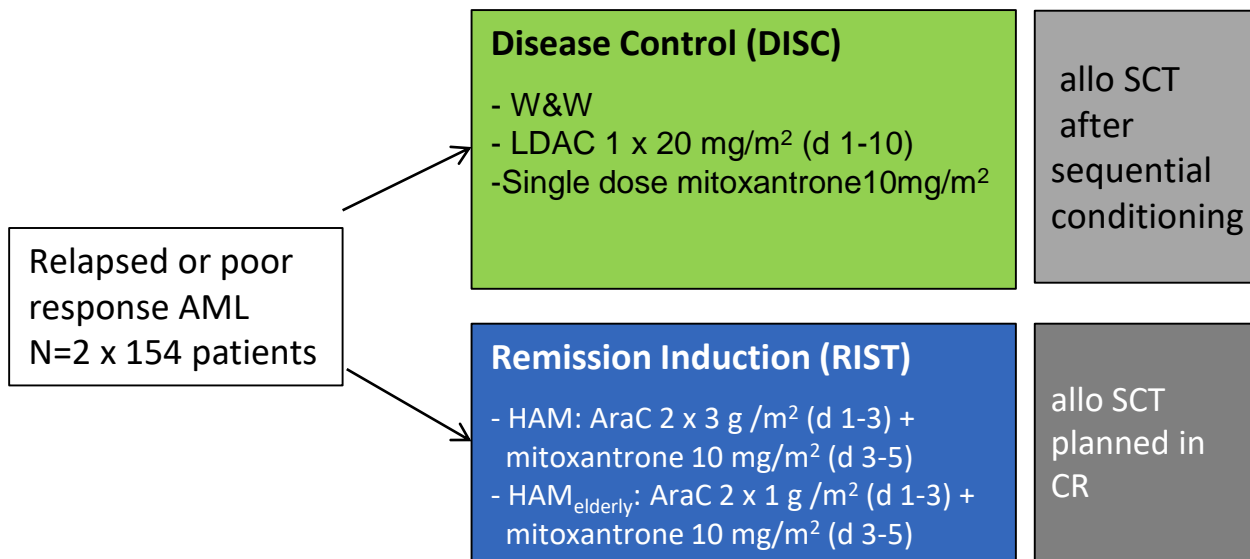 Relapsed or poor
response AML
N=2 x 154 patients
Disease Control (DISC)
- W&W
- LDAC 1 x 20 mg/m² (d 1-10)
-Single dose mitoxantrone10mg/m²
allo SCT
after
sequential
conditioning
Remission Induction (RIST)
- HAM: AraC 2 x 3 g /m² (d 1-3) +
mitoxantrone 10 mg/m² (d 3-5)
- HAMelderly: AraC 2 x 1 g /m² (d 1-3) +
mitoxantrone 10 mg/m² (d 3-5)
allo SCT
planned in
CR